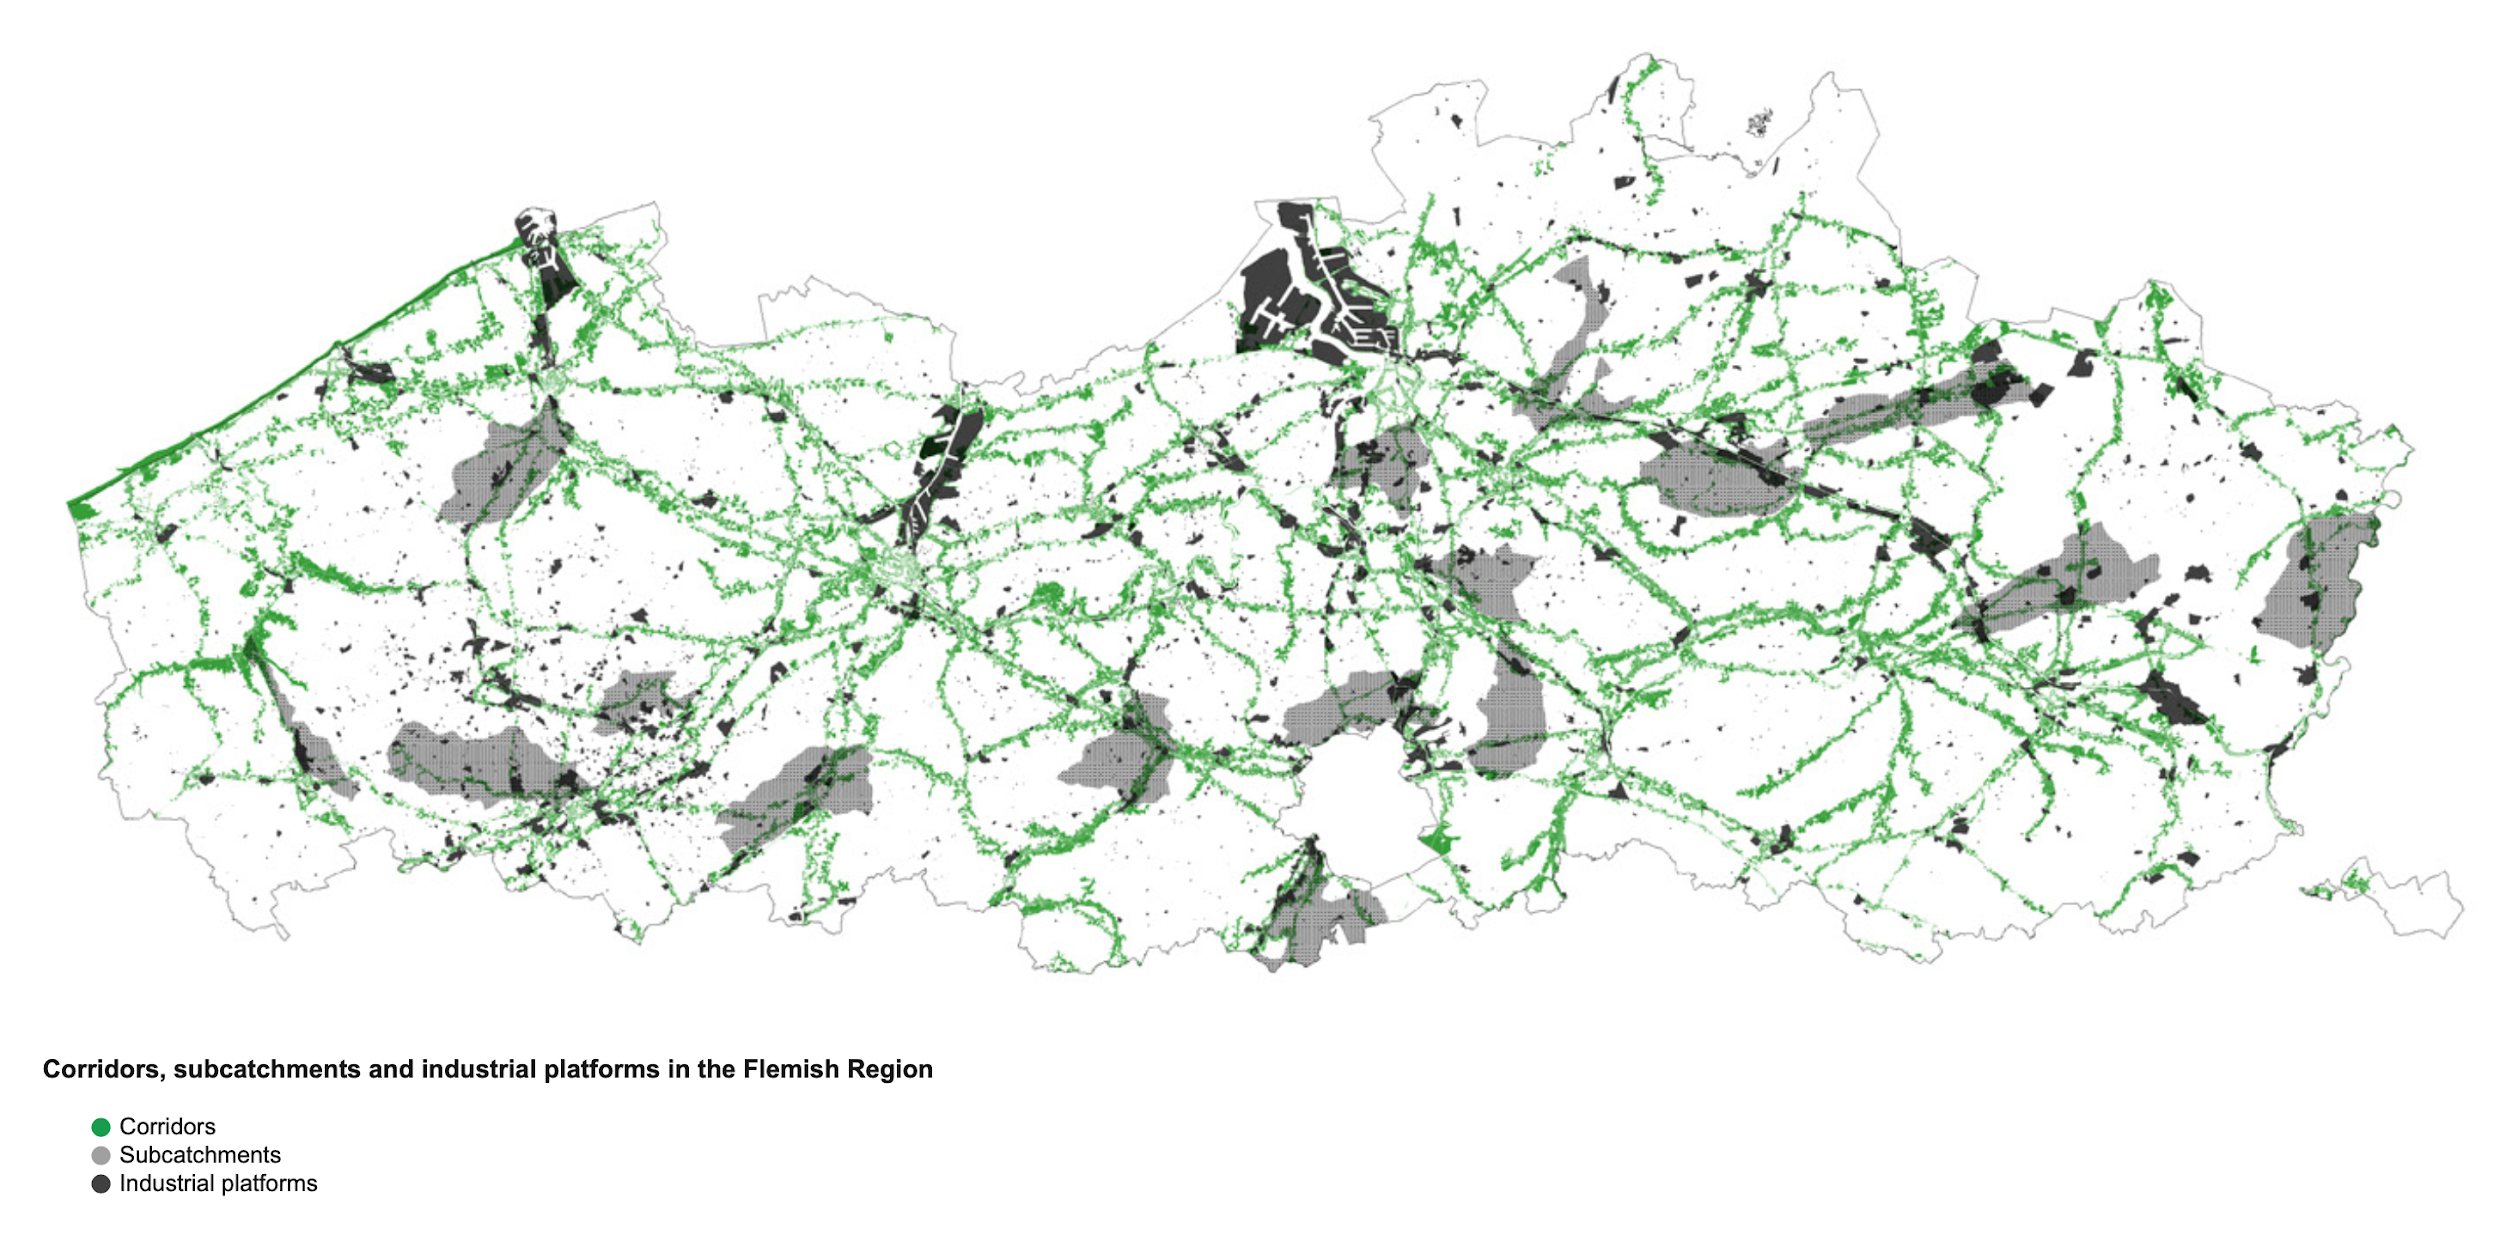 Corridors, subcatchments and industrial platforms in the Flemish Region
Corridors
Subcatchments
Industrial platforms